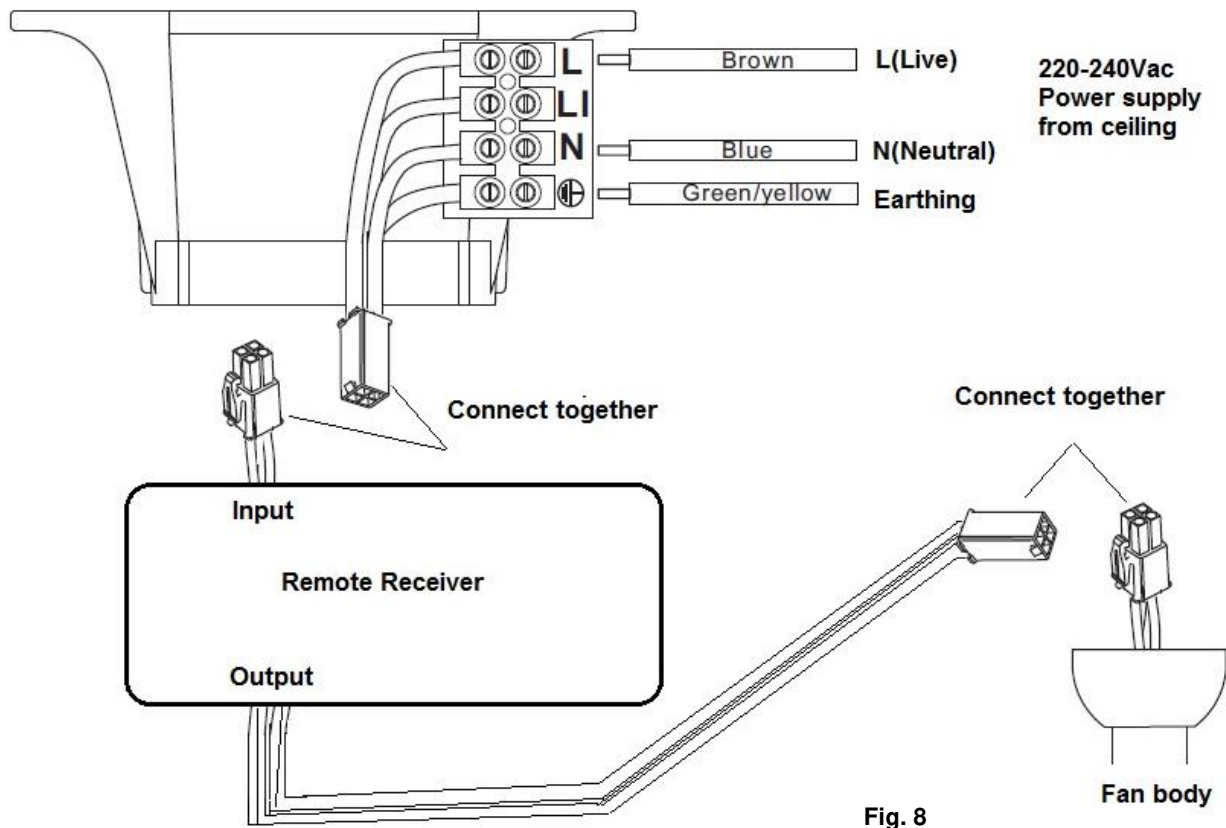 L
LI
N
Brown
L(Live)
Blue
N(Neutral)
Green/yellow
Earthing
220-240Vac
Power supply
from ceiling
Connect together
Connect together
Input
Remote Receiver
Output
Fan body
Fig. 8